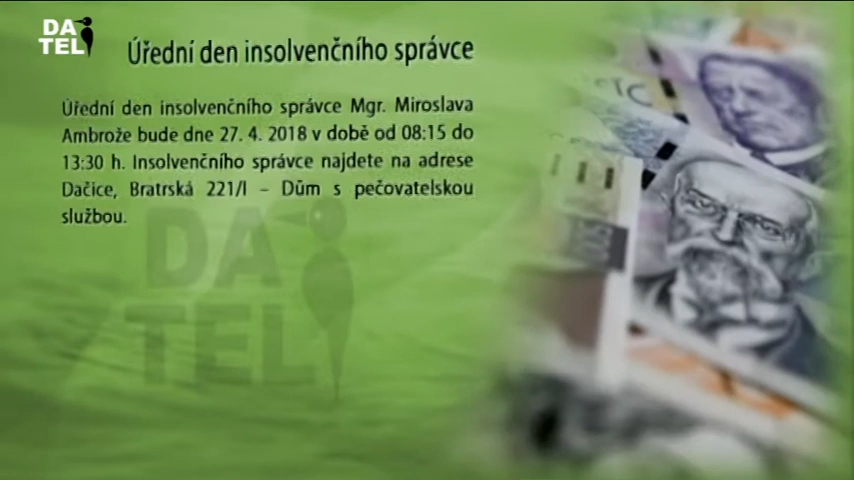 DA
TEL
Úřední den insolvenčního správce
Úřední den insolvenčního správce Mgr. Miroslava
Ambrože bude dne 27. 4. 2018 v době od 08:15 do
13:30 h. Insolvenčního správce najdete na adrese
Dačice, Bratrská 221/I – Dům s pečovatelskou
službou.
DA
TEL